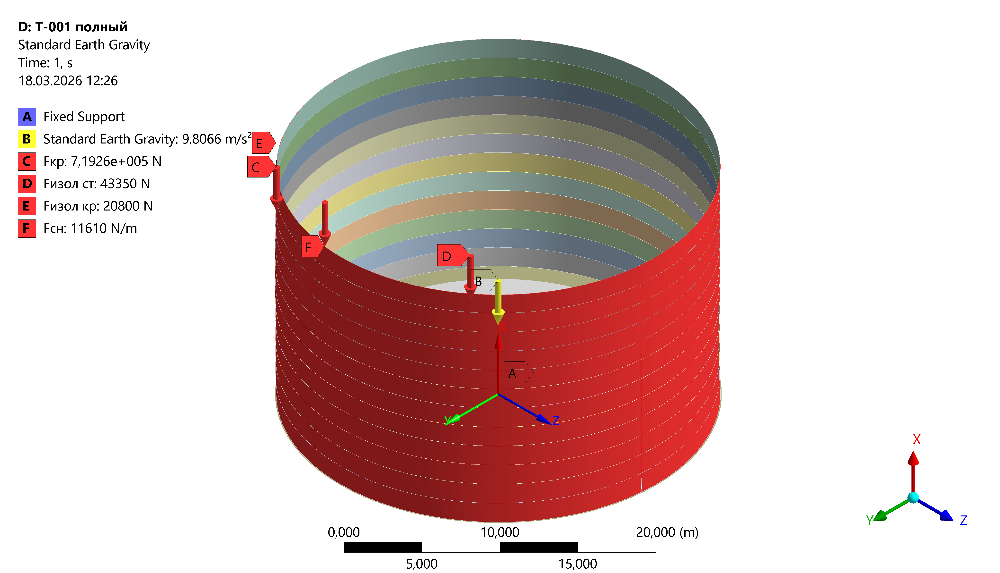 D: T-001 полный
Standard Earth Gravity
Time: 1, s
18.03.2026 12:26
A Fixed Support
B Standard Earth Gravity: 9,8066 m/s²
C Fкр: 7,1926e+005 N
D Fизол ст: 43350 N
E Fизол кр: 20800 N
F Fсн: 11610 N/m
E
C
F
D
B
X
A
Y
Z
X
Y
Z
0,000 10,000 20,000 (m)
5,000 15,000